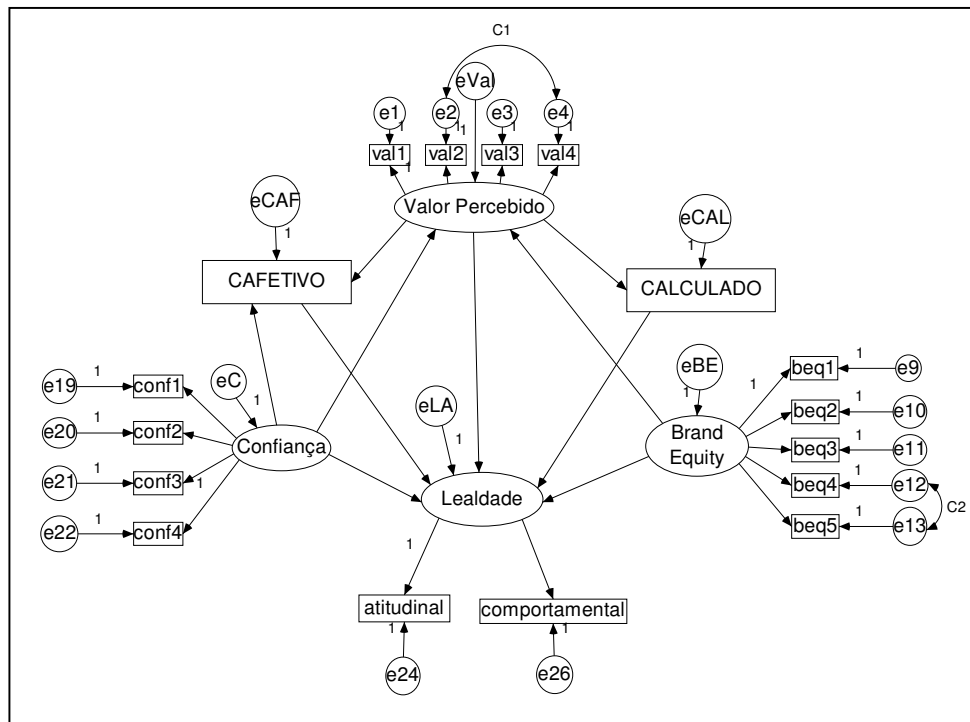 C1
eVal
e1
e2
e3
e4
1
1
1
1
1
val1
val2
val3
val4
1
eCAF
Valor Percebido
eCAL
1
1
CAFETIVO
CALCULADO
e19
1
conf1
eC
1
eBE
1
beq1
1
e9
1
e20
1
conf2
eLA
1
beq2
1
e10
Confiança
Brand
Equity
beq3
1
e11
e21
1
conf3
1
Lealdade
beq4
1
e12
C2
e22
1
conf4
beq5
1
e13
1
atitudinal
comportamental
1
1
e24
e26